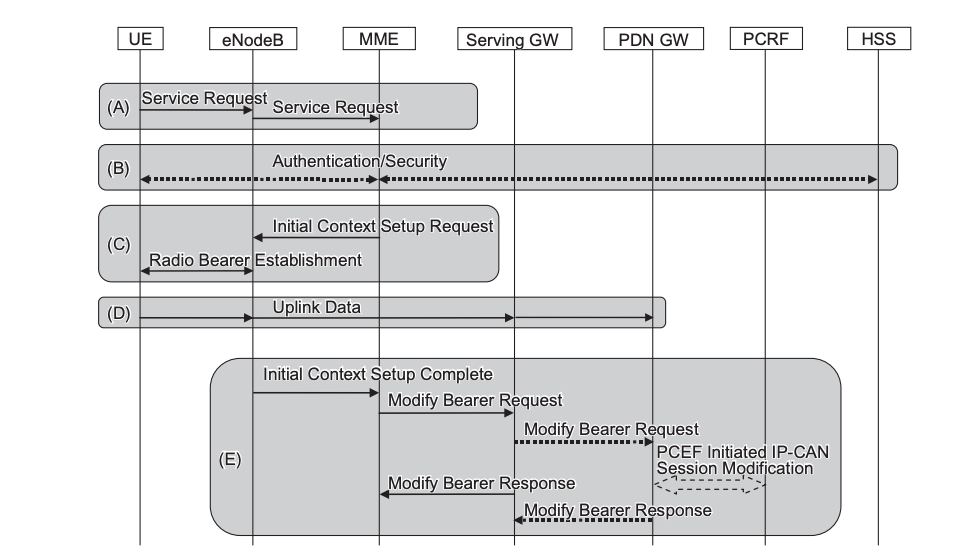 UE eNodeB MME Serving GW PDN GW PCRF HSS
(A) Service Request
Service Request
(B) Authentication/Security
(C) Initial Context Setup Request
Radio Bearer Establishment
(D) Uplink Data
(E) Initial Context Setup Complete
Modify Bearer Request
Modify Bearer Request
PCEF Initiated IP-CAN
Session Modification
Modify Bearer Response
Modify Bearer Response